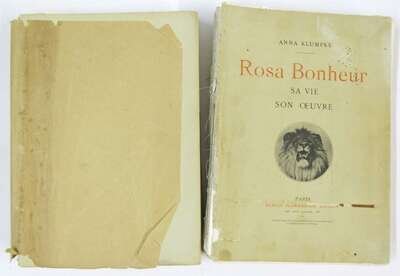 ANNA KLUMPKE
Rosa Bonheur
SA VIE
SON ŒUVRE
PARIS